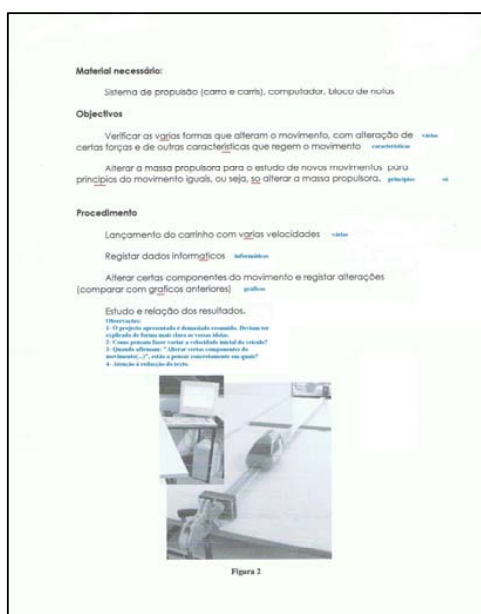 Material necessário:
Sistema de propulsão (carro e carris), computador, bloco de notas
Objectivos
Verificar as varias formas que alteram o movimento, com alteração de várias
certas forças e de outras caracteristicas que regem o movimento características
Alterar a massa propulsora para o estudo de novos movimentos para
principios do movimento iguais, ou seja, so alterar a massa propulsora. princípios só
Procedimento
Lançamento do carrinho com varias velocidades várias
Registar dados informaticos informáticos
Alterar certas componentes do movimento e registar alterações
(comparar com graficos anteriores) gráficos
Estudo e relação dos resultados.
Observações:
1- O projecto apresentado é demasiado resumido. Deviam ter
explicado de forma mais clara as vossas ideias.
2- Como pensam fazer variar a velocidade inicial do veículo?
3- Quando afirmam: "Alterar certas componentes do
movimento(...)", estão a pensar concretamente em quais?
4- Atenção à redacção do texto.
Figura 2